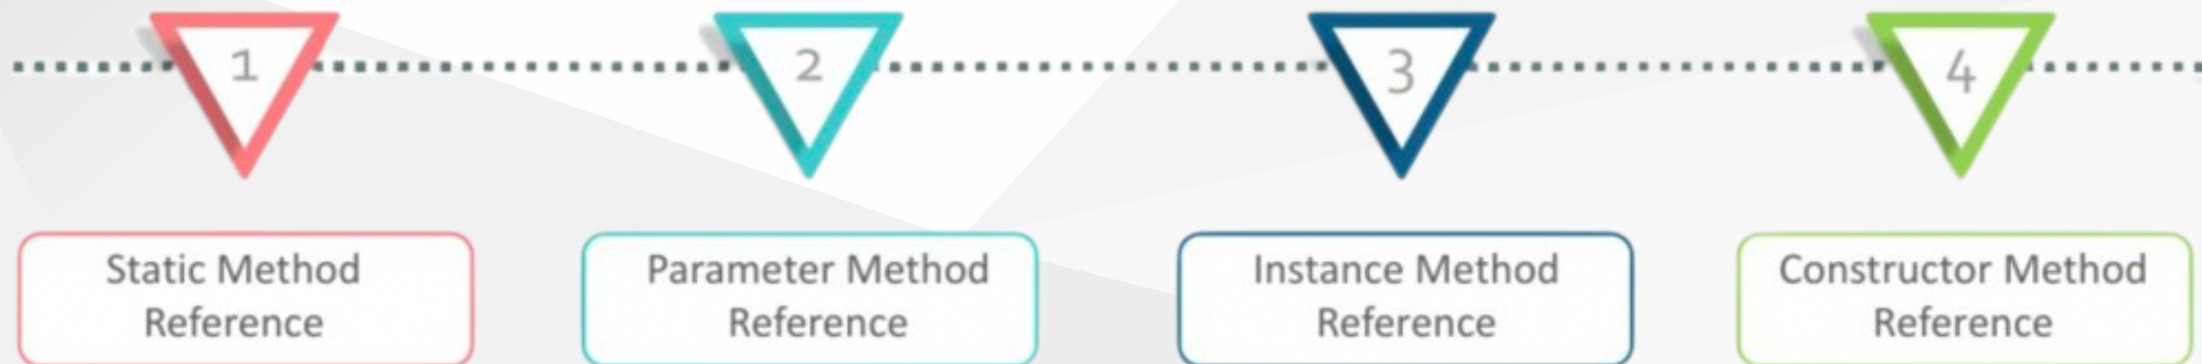 1
2
3
4
Static Method
Reference
Parameter Method
Reference
Instance Method
Reference
Constructor Method
Reference